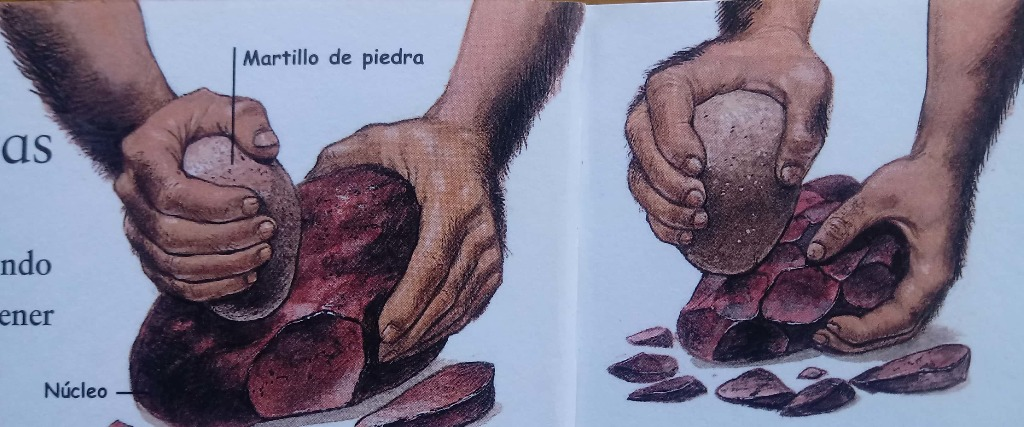 Martillo de piedra
as
ndo
ener
Núcleo